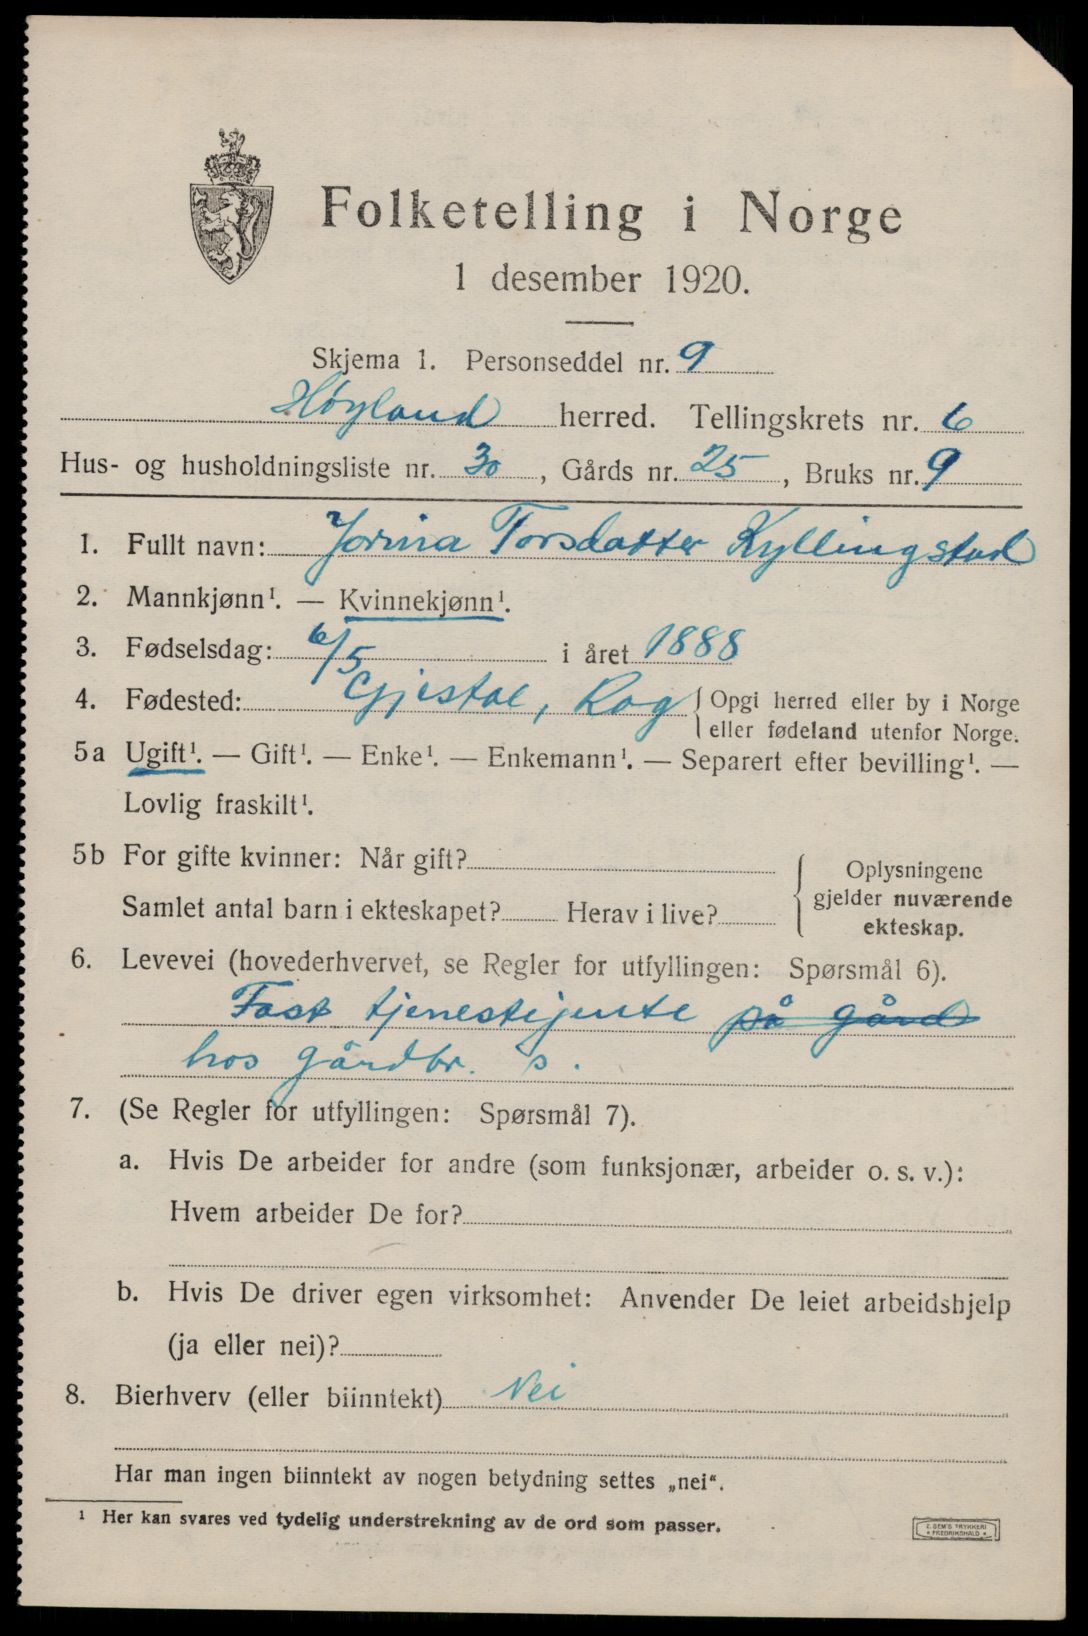 Folketelling i Norge
1 desember 1920.
Skjema 1. Personseddel nr. 9
Høyland herred. Tellingskrets nr. 6
Hus- og husholdningsliste nr. 30, Gårds nr. 25, Bruks nr. 9
1. Fullt navn: Jorina Torsdatter Kyllingstad
2. Mannkjønn¹. — Kvinnekjønn¹.
3. Fødselsdag: 6/5 i året 1888
4. Fødested: Gjestal, Rog { Opgi herred eller by i Norge
eller fødeland utenfor Norge.
5a Ugift¹. — Gift¹. — Enke¹. — Enkemann¹. — Separert efter bevilling¹. —
Lovlig fraskilt¹.
5b For gifte kvinner: Når gift?
Samlet antal barn i ekteskapet? Herav i live?
{ Oplysningene
gjelder nuværende
ekteskap.
6. Levevei (hovederhvervet, se Regler for utfyllingen: Spørsmål 6).
Fast tjenestejente på gård
hos gårdbr. s.
7. (Se Regler for utfyllingen: Spørsmål 7).
a. Hvis De arbeider for andre (som funksjonær, arbeider o. s. v.):
Hvem arbeider De for?
b. Hvis De driver egen virksomhet: Anvender De leiet arbeidshjelp
(ja eller nei)?
8. Bierhverv (eller biinntekt) Nei
Har man ingen biinntekt av nogen betydning settes „nei“.
¹ Her kan svares ved tydelig understrekning av de ord som passer.
E. SEM'S TRYKKERI
• FREDRIKSHALD •